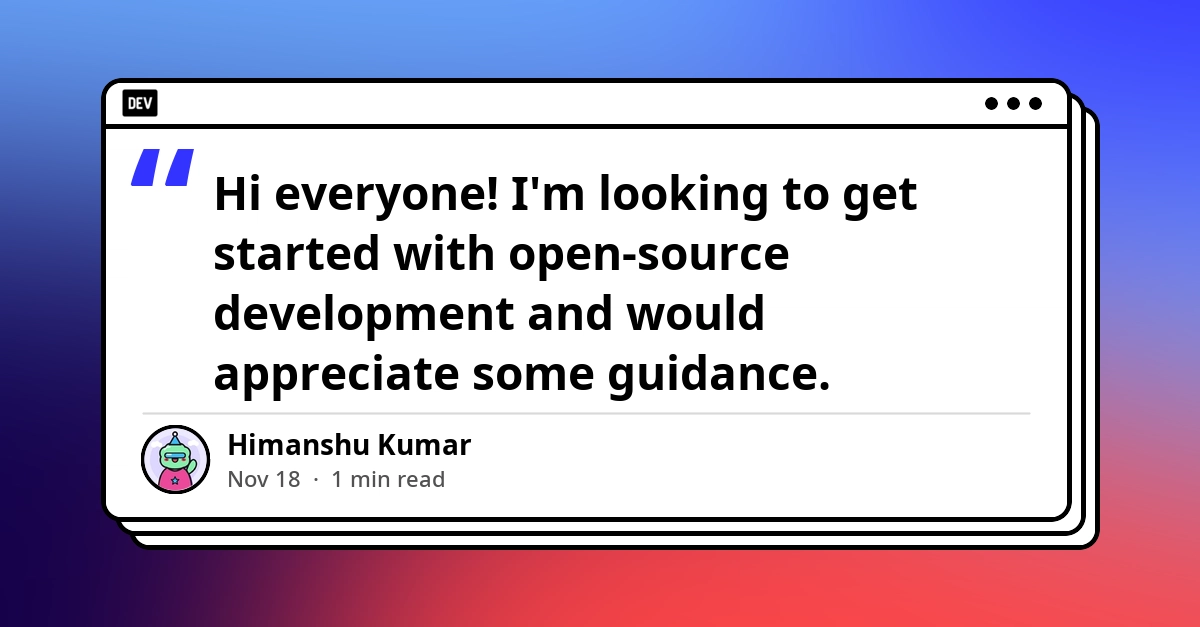 DEV
“ Hi everyone! I'm looking to get
started with open-source
development and would
appreciate some guidance.
Himanshu Kumar
Nov 18 · 1 min read